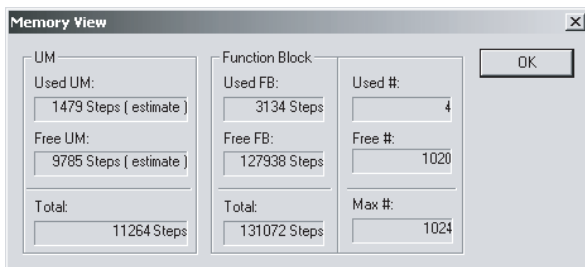 Memory View
UM
Used UM:
1479 Steps ( estimate )
Free UM:
9785 Steps ( estimate )
Total:
11264 Steps
Function Block
Used FB:
3134 Steps
Free FB:
127938 Steps
Total:
131072 Steps
Used #:
4
Free #:
1020
Max #:
1024
OK